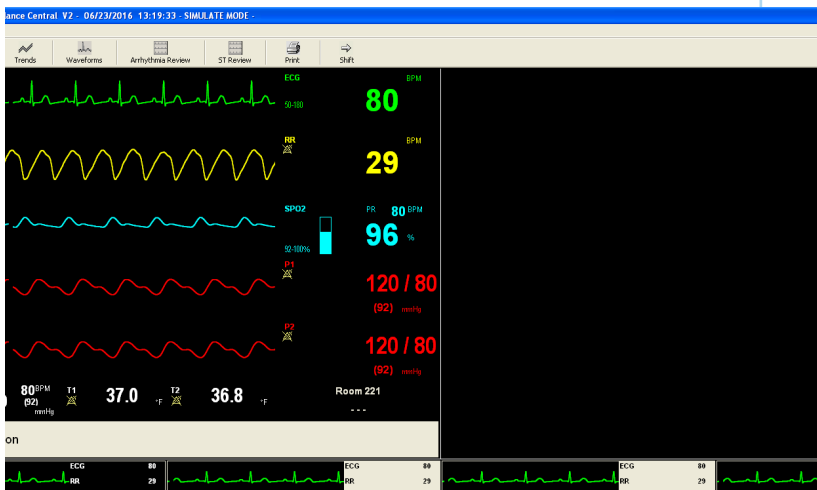 ance Central V2 - 06/23/2016 13:19:33 - SIMULATE MODE -
Trends Waveforms Arrhythmia Review ST Review Print Shift
ECG BPM
50-180 80
RR BPM
29
SPO2 PR 80 BPM
92-100% 96 %
P1
120 / 80
(92) mmHg
P2
120 / 80
(92) mmHg
80 BPM T1 37.0 °F T2 36.8 °F Room 221
(92) mmHg ---
on
ECG 80 ECG 80 ECG 80
RR 29 RR 29 RR 29